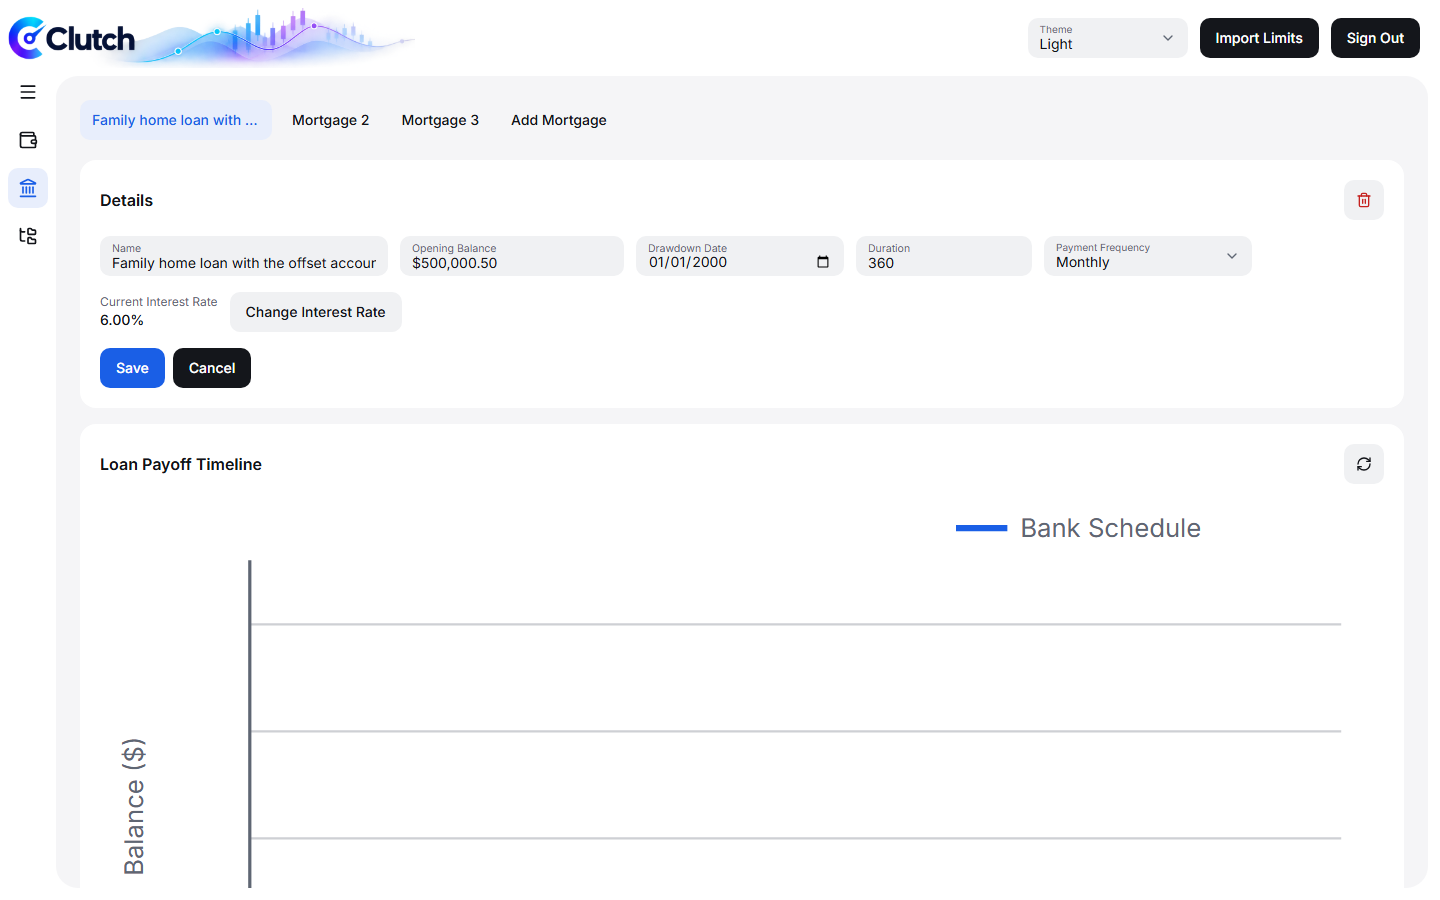 Clutch
Theme
Light
Import Limits
Sign Out
Family home loan with ...
Mortgage 2
Mortgage 3
Add Mortgage
Details
Name
Family home loan with the offset accour
Opening Balance
$500,000.50
Drawdown Date
01/01/2000
Duration
360
Payment Frequency
Monthly
Current Interest Rate
6.00%
Change Interest Rate
Save
Cancel
Loan Payoff Timeline
Bank Schedule
Balance ($)